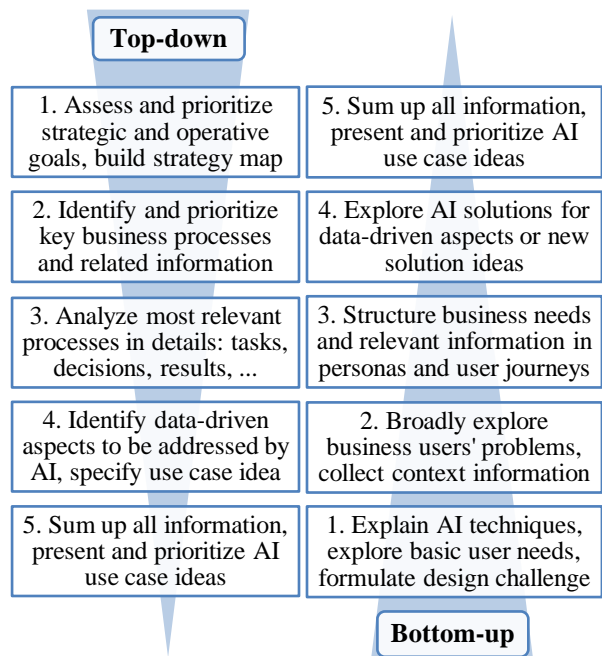 Top-down
1. Assess and prioritize
strategic and operative
goals, build strategy map
2. Identify and prioritize
key business processes
and related information
3. Analyze most relevant
processes in details: tasks,
decisions, results, ...
4. Identify data-driven
aspects to be addressed by
AI, specify use case idea
5. Sum up all information,
present and prioritize AI
use case ideas
5. Sum up all information,
present and prioritize AI
use case ideas
4. Explore AI solutions for
data-driven aspects or new
solution ideas
3. Structure business needs
and relevant information in
personas and user journeys
2. Broadly explore
business users' problems,
collect context information
1. Explain AI techniques,
explore basic user needs,
formulate design challenge
Bottom-up